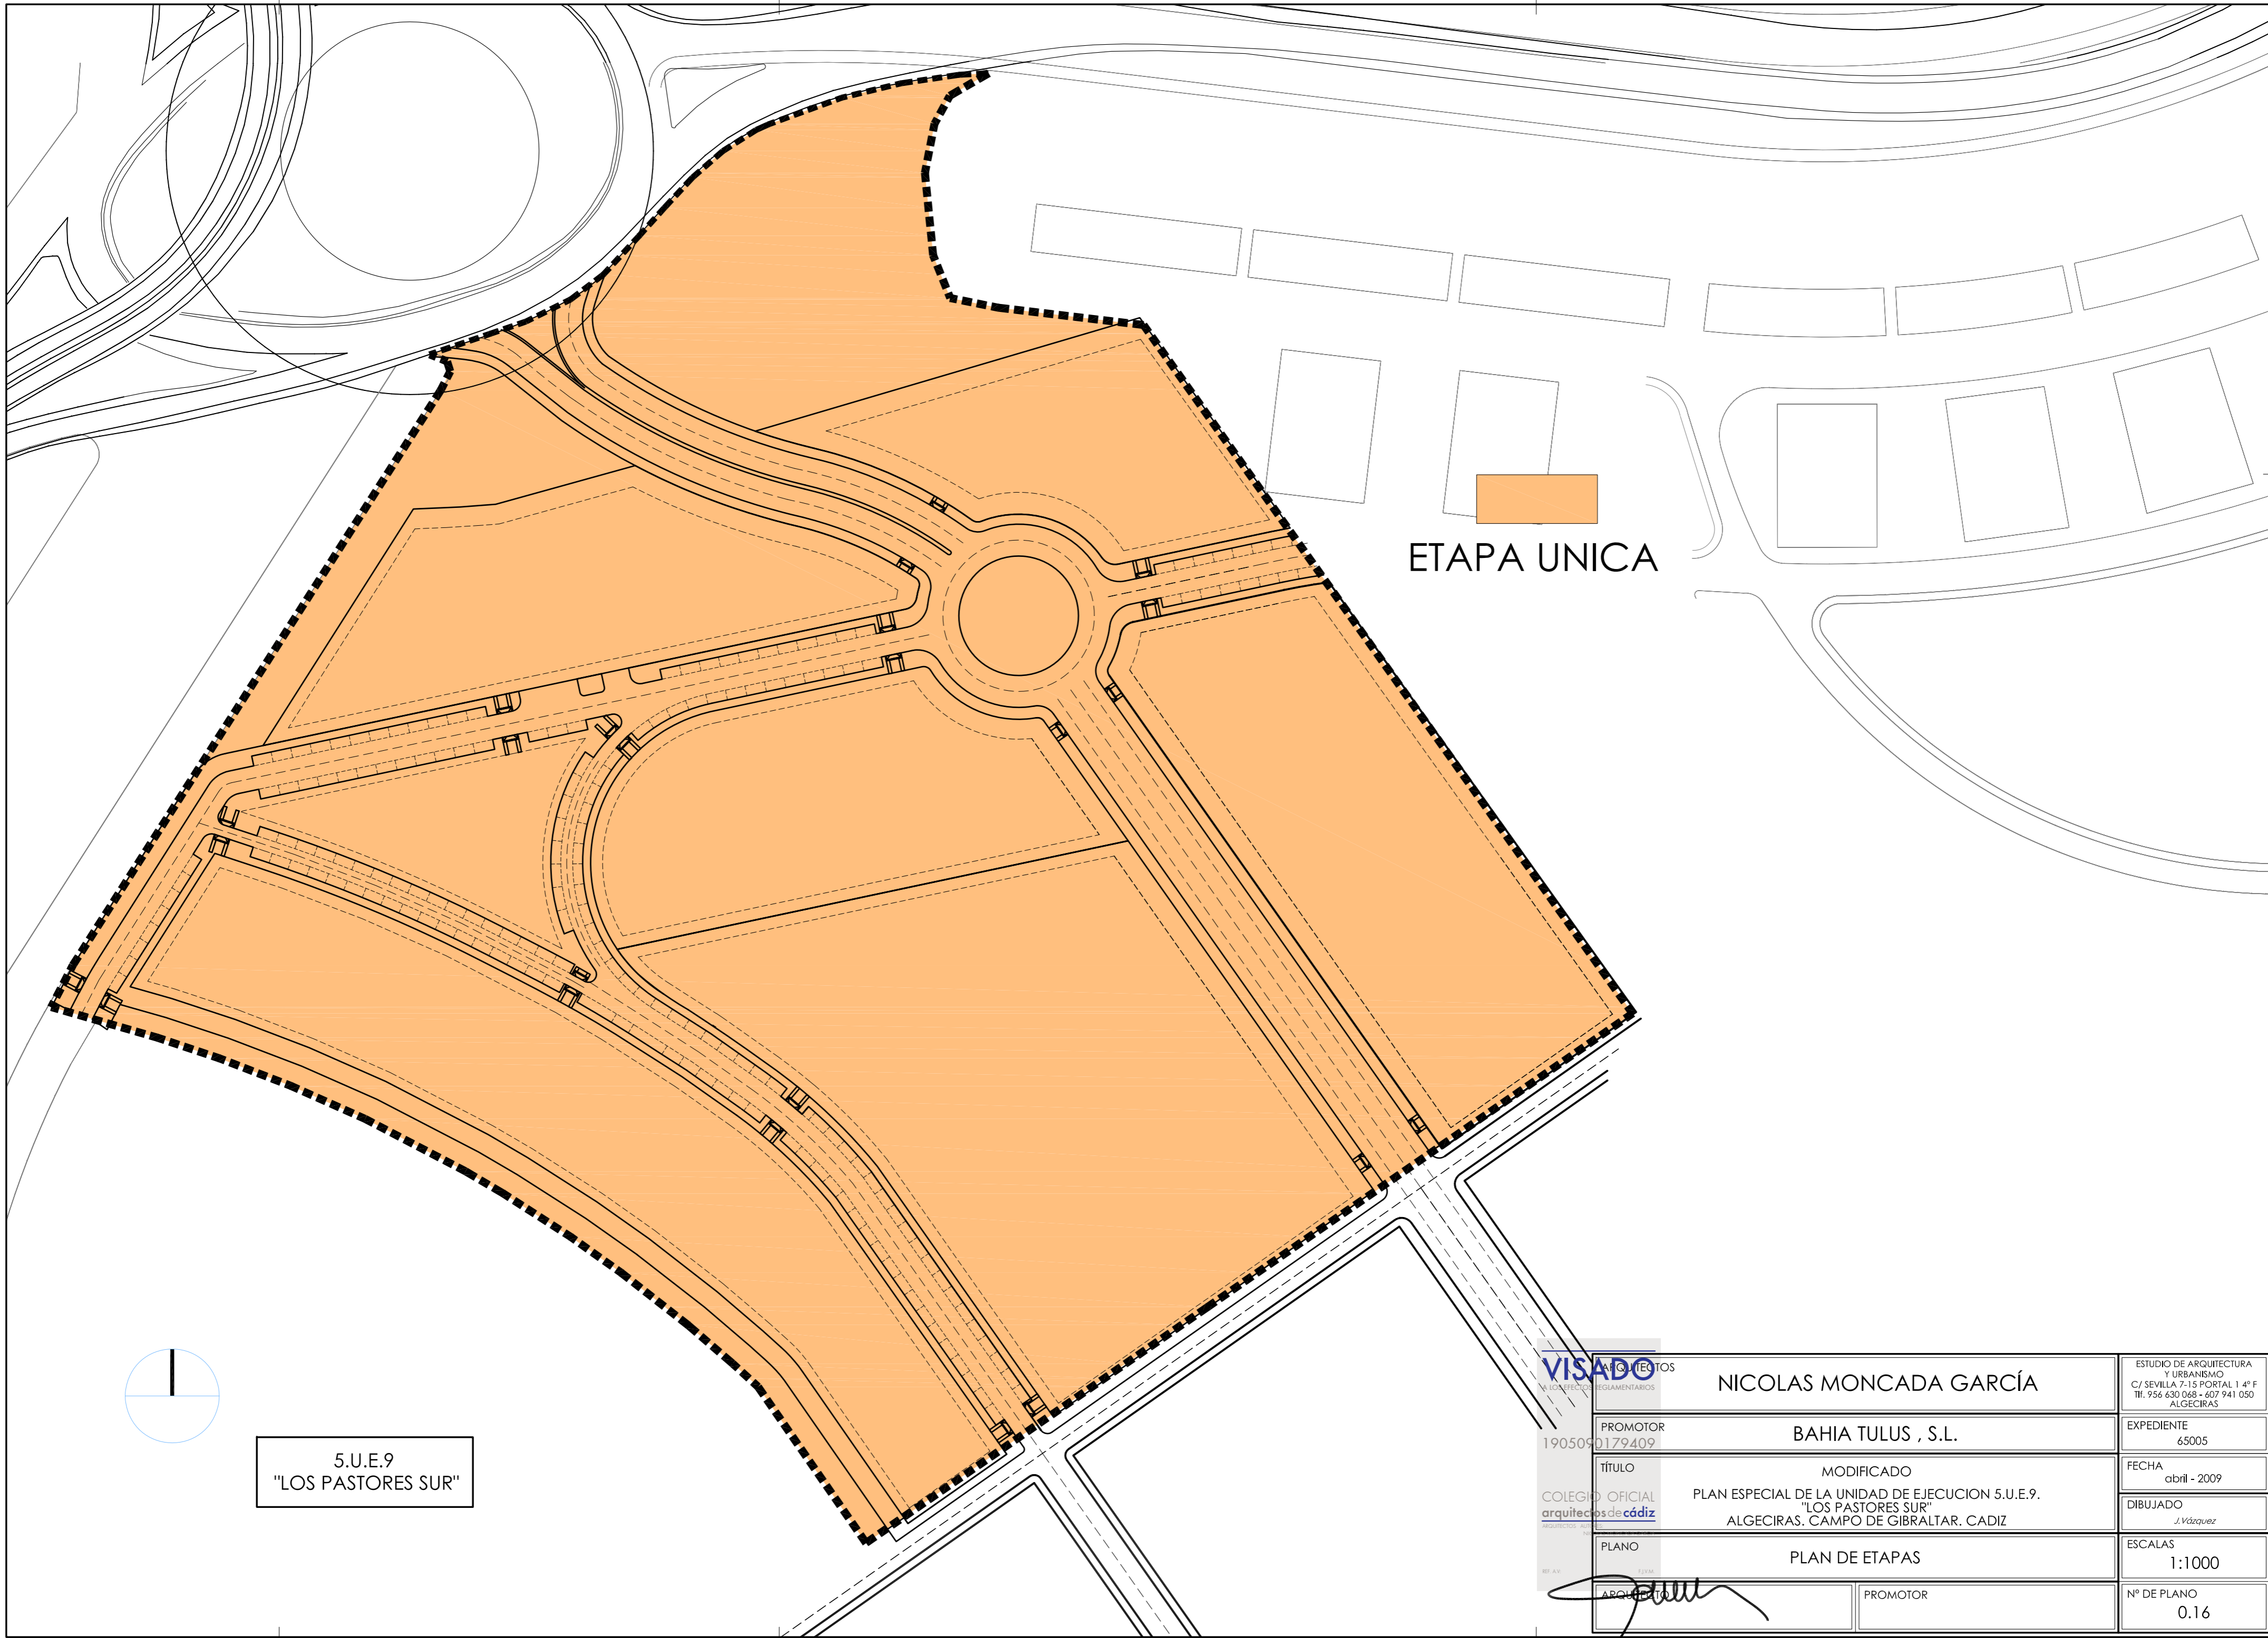 ETAPA UNICA
5.U.E.9
"LOS PASTORES SUR"
VISADO
A LOS EFECTOS REGLAMENTARIOS
1905090179409
COLEGIO OFICIAL
arquitectos de cádiz
ARQUITECTOS
NICOLAS MONCADA GARCÍA
ESTUDIO DE ARQUITECTURA
Y URBANISMO
C/ SEVILLA 7-15 PORTAL 1 4º F
Tlf. 956 630 068 - 607 941 050
ALGECIRAS
PROMOTOR
BAHIA TULUS , S.L.
EXPEDIENTE
65005
TÍTULO
MODIFICADO
PLAN ESPECIAL DE LA UNIDAD DE EJECUCION 5.U.E.9.
"LOS PASTORES SUR"
ALGECIRAS. CAMPO DE GIBRALTAR. CADIZ
FECHA
abril - 2009
DIBUJADO
J.Vázquez
PLANO
PLAN DE ETAPAS
ESCALAS
1:1000
ARQUITECTO
PROMOTOR
Nº DE PLANO
0.16